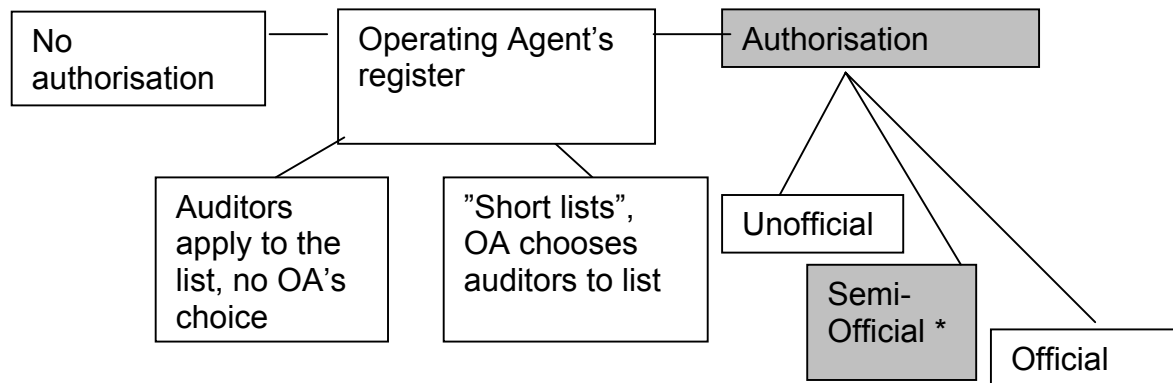 No
authorisation
Operating Agent's
register
Authorisation
Auditors
apply to the
list, no OA's
choice
”Short lists”,
OA chooses
auditors to list
Unofficial
Semi-
Official *
Official